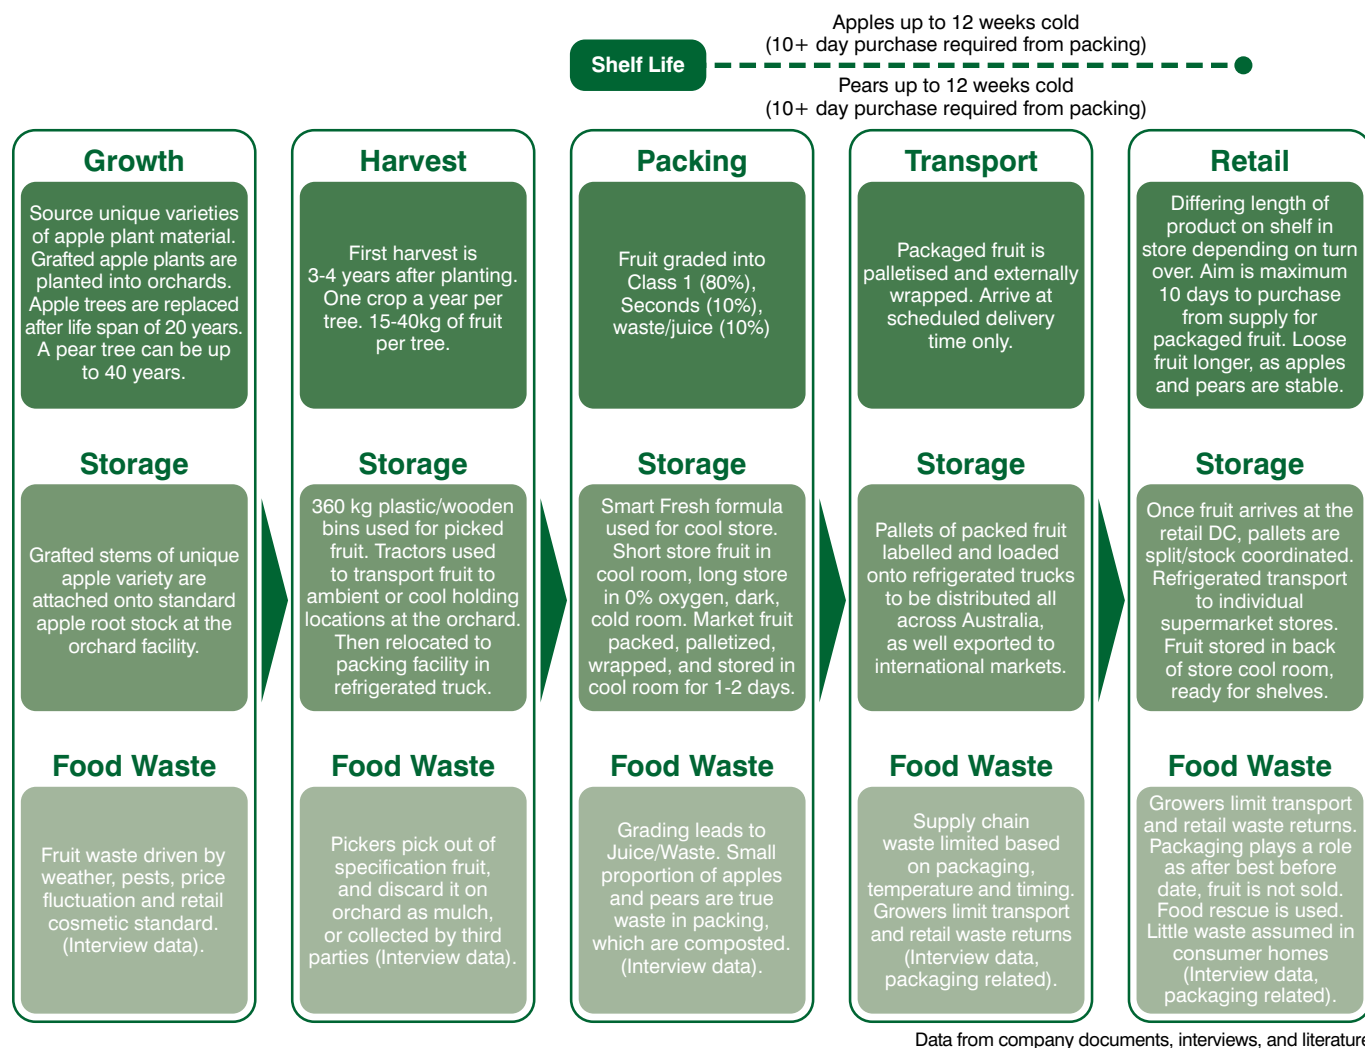 Apples up to 12 weeks cold
(10+ day purchase required from packing)
Shelf Life
Pears up to 12 weeks cold
(10+ day purchase required from packing)
Growth
Source unique varieties
of apple plant material.
Grafted apple plants are
planted into orchards.
Apple trees are replaced
after life span of 20 years.
A pear tree can be up
to 40 years.
Storage
Grafted stems of unique
apple variety are
attached onto standard
apple root stock at the
orchard facility.
Food Waste
Fruit waste driven by
weather, pests, price
fluctuation and retail
cosmetic standard.
(Interview data).
Harvest
First harvest is
3-4 years after planting.
One crop a year per
tree. 15-40kg of fruit
per tree.
Storage
360 kg plastic/wooden
bins used for picked
fruit. Tractors used
to transport fruit to
ambient or cool holding
locations at the orchard.
Then relocated to
packing facility in
refrigerated truck.
Food Waste
Pickers pick out of
specification fruit,
and discard it on
orchard as mulch,
or collected by third
parties (Interview data).
Packing
Fruit graded into
Class 1 (80%),
Seconds (10%),
waste/juice (10%)
Storage
Smart Fresh formula
used for cool store.
Short store fruit in
cool room, long store
in 0% oxygen, dark,
cold room. Market fruit
packed, palletized,
wrapped, and stored in
cool room for 1-2 days.
Food Waste
Grading leads to
Juice/Waste. Small
proportion of apples
and pears are true
waste in packing,
which are composted.
(Interview data).
Transport
Packaged fruit is
palletised and externally
wrapped. Arrive at
scheduled delivery
time only.
Storage
Pallets of packed fruit
labelled and loaded
onto refrigerated trucks
to be distributed all
across Australia,
as well exported to
international markets.
Food Waste
Supply chain
waste limited based
on packaging,
temperature and timing.
Growers limit transport
and retail waste returns
(Interview data,
packaging related).
Retail
Differing length of
product on shelf in
store depending on turn
over. Aim is maximum
10 days to purchase
from supply for
packaged fruit. Loose
fruit longer, as apples
and pears are stable.
Storage
Once fruit arrives at the
retail DC, pallets are
split/stock coordinated.
Refrigerated transport
to individual
supermarket stores.
Fruit stored in back
of store cool room,
ready for shelves.
Food Waste
Growers limit transport
and retail waste returns.
Packaging plays a role
as after best before
date, fruit is not sold.
Food rescue is used.
Little waste assumed in
consumer homes
(Interview data,
packaging related).
Data from company documents, interviews, and literature